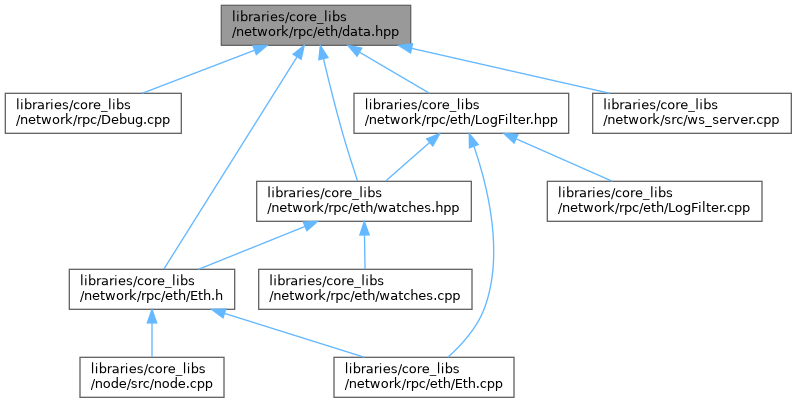 libraries/core_libs
/network/rpc/eth/data.hpp
libraries/core_libs
/network/rpc/Debug.cpp
libraries/core_libs
/network/rpc/eth/LogFilter.hpp
libraries/core_libs
/network/src/ws_server.cpp
libraries/core_libs
/network/rpc/eth/watches.hpp
libraries/core_libs
/network/rpc/eth/LogFilter.cpp
libraries/core_libs
/network/rpc/eth/Eth.h
libraries/core_libs
/network/rpc/eth/watches.cpp
libraries/core_libs
/node/src/node.cpp
libraries/core_libs
/network/rpc/eth/Eth.cpp